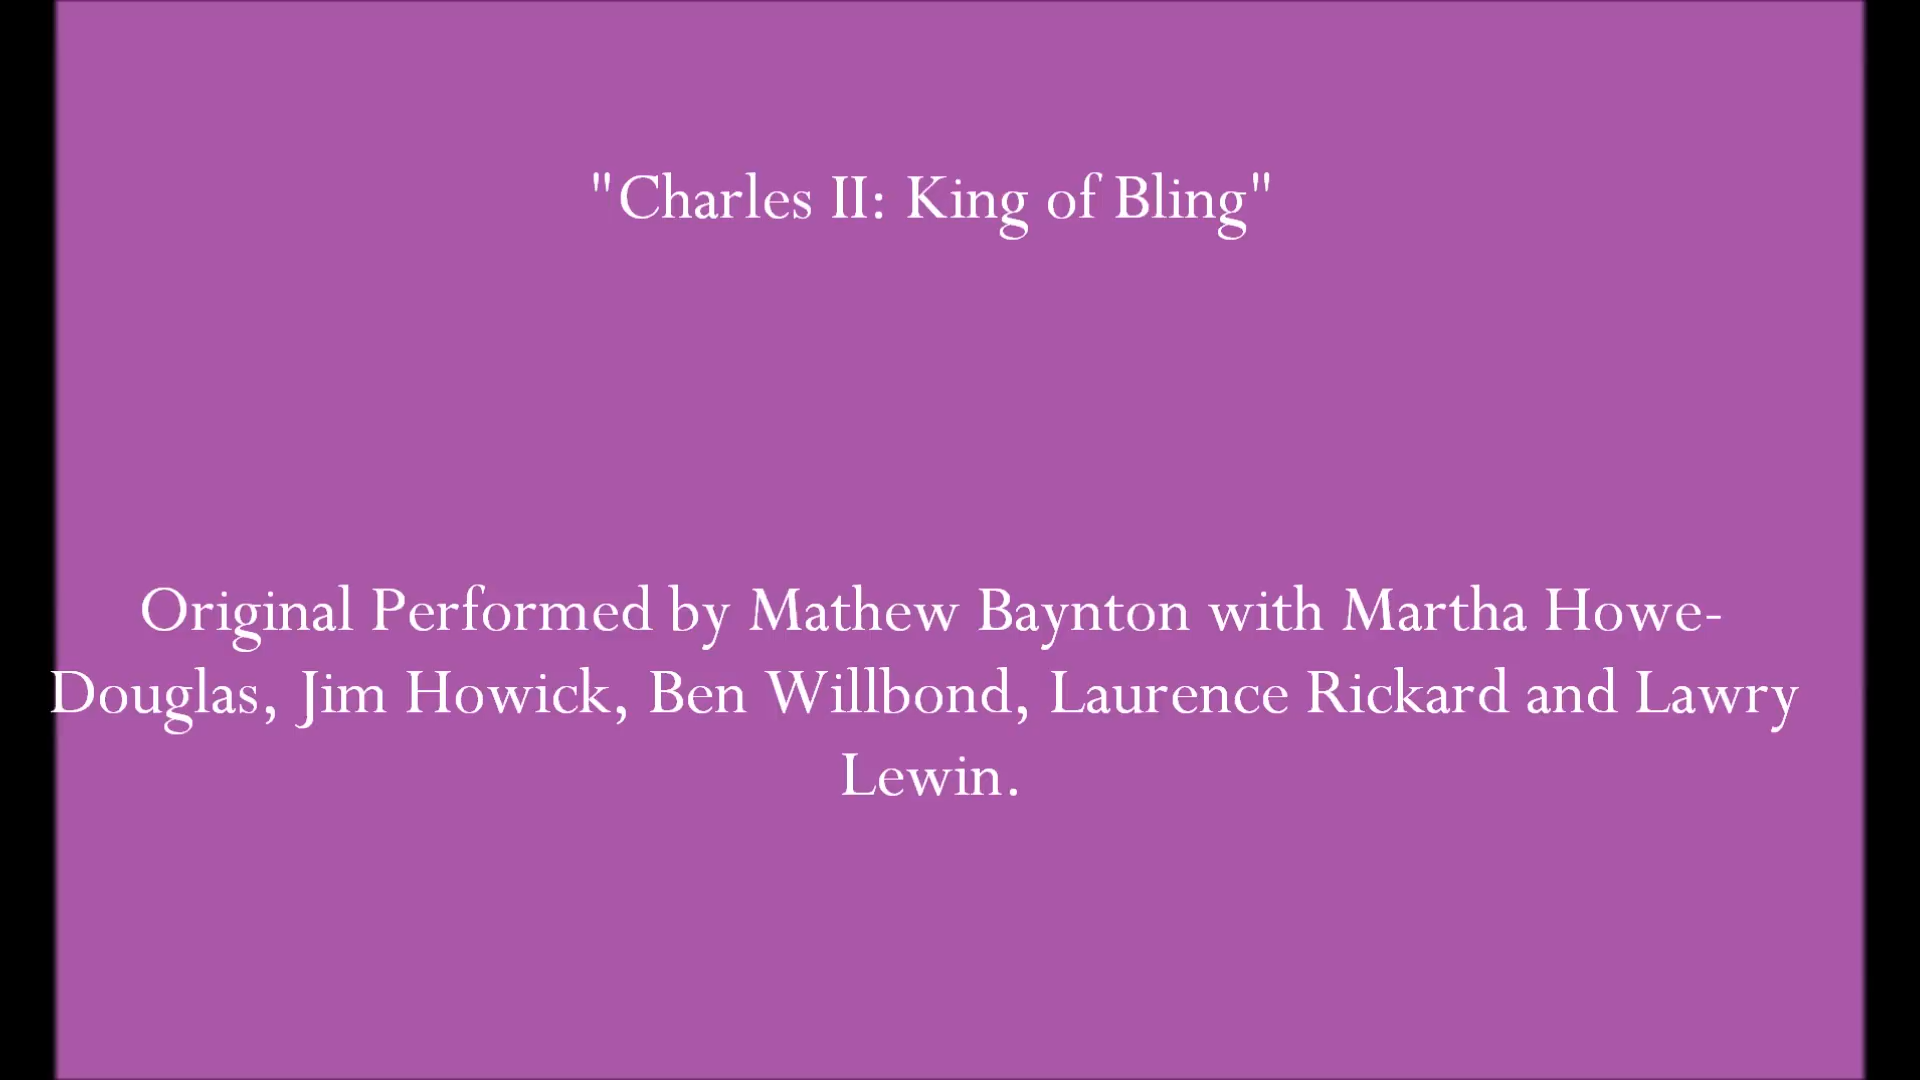 "Charles II: King of Bling"
Original Performed by Mathew Baynton with Martha Howe-
Douglas, Jim Howick, Ben Willbond, Laurence Rickard and Lawry
Lewin.